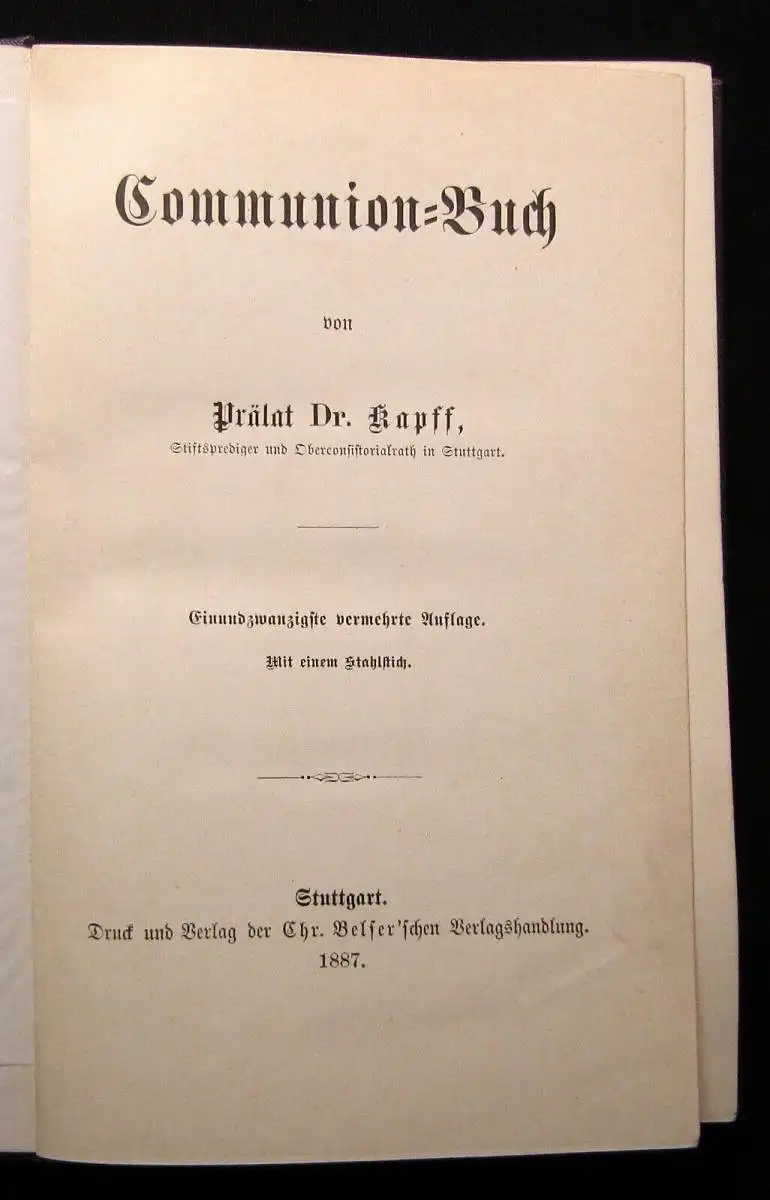 Communion=Buch
von
Prälat Dr. Kapff,
Stiftsprediger und Oberconsistorialrath in Stuttgart.
Einundzwanzigste vermehrte Auflage.
Mit einem Stahlstich.
Stuttgart.
Druck und Verlag der Chr. Belser'schen Verlagshandlung.
1887.